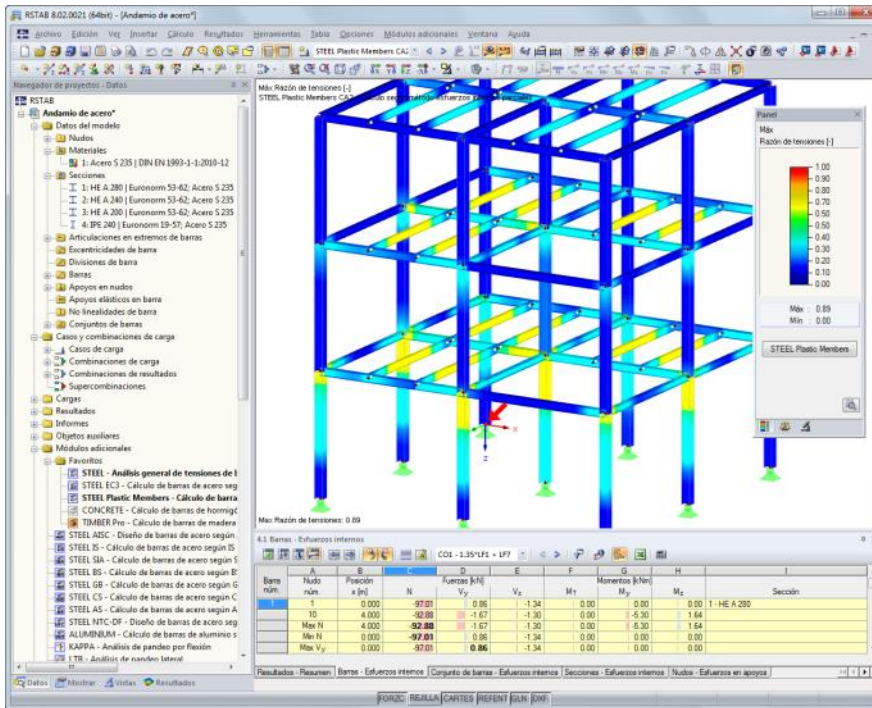 RSTAB 8.02.0021 (64bit) - [Andamio de acero*]
Archivo Edición Ver Insertar Cálculo Resultados Herramientas Tabla Opciones Módulos adicionales Ventana Ayuda
STEEL Plastic Members CA2
Navegador de proyectos - Datos
RSTAB
Andamio de acero*
Datos del modelo
Nudos
Materiales
1: Acero S 235 | DIN EN 1993-1-1:2010-12
Secciones
1: HE A 280 | Euronorm 53-62; Acero S 235
2: HE A 240 | Euronorm 53-62; Acero S 235
3: HE A 200 | Euronorm 53-62; Acero S 235
4: IPE 240 | Euronorm 19-57; Acero S 235
Articulaciones en extremos de barras
Excentricidades de barra
Divisiones de barra
Barras
Apoyos en nudos
Apoyos elásticos en barra
No linealidades de barra
Conjuntos de barras
Casos y combinaciones de carga
Casos de carga
Combinaciones de carga
Combinaciones de resultados
Supercombinaciones
Cargas
Resultados
Informes
Objetos auxiliares
Módulos adicionales
Favoritos
STEEL - Análisis general de tensiones de b
STEEL EC3 - Cálculo de barras de acero seg
STEEL Plastic Members - Cálculo de barra
CONCRETE - Cálculo de barras de hormigó
TIMBER Pro - Cálculo de barras de madera
STEEL AISC - Diseño de barras de acero según
STEEL IS - Cálculo de barras de acero según IS
STEEL SIA - Cálculo de barras de acero según S
STEEL BS - Cálculo de barras de acero según B
STEEL GB - Cálculo de barras de acero según G
STEEL CS - Cálculo de barras de acero según C
STEEL AS - Cálculo de barras de acero según A
STEEL NTC-DF - Diseño de barras de acero seg
ALUMINIUM - Cálculo de barras de aluminio s
KAPPA - Análisis de pandeo por flexión
LTB - Análisis de pandeo lateral
Datos Mostrar Vistas Resultados
Máx Razón de tensiones [-]
STEEL Plastic Members CA2
X
Z
Máx Razón de tensiones: 0.89
Panel
Máx
Razón de tensiones [-]
1.00
0.90
0.80
0.70
0.60
0.50
0.40
0.30
0.20
0.10
0.00
Máx : 0.89
Mín : 0.00
STEEL Plastic Members
4.1 Barras - Esfuerzos internos
CO1 - 1.35*LF1 + LF7
A B C D E F G H I
Barra Nudo Posición Fuerzas [kN] Momentos [kNm]
núm. núm. x [m] N Vy Vz MT My Mz Sección
1 1 0.000 -97.01 0.86 -1.34 0.00 0.00 0.00 1 - HE A 280
10 4.000 -92.88 -1.67 -1.30 0.00 -5.30 1.64
Max N 4.000 -92.88 -1.67 -1.30 0.00 -5.30 1.64
Min N 0.000 -97.01 0.86 -1.34 0.00 0.00 0.00
Max Vy 0.000 -97.01 0.86 -1.34 0.00 0.00 0.00
Resultados - Resumen Barras - Esfuerzos internos Conjunto de barras - Esfuerzos internos Secciones - Esfuerzos internos Nudos - Esfuerzos en apoyos
FORZC REJILLA CARTES REFENT GLN DXF